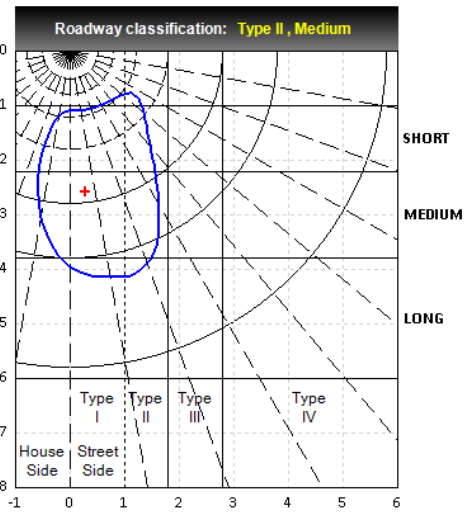 Roadway classification: Type II , Medium
0
1
SHORT
2
3
MEDIUM
4
5
LONG
6
Type I
Type II
Type III
Type IV
7
House Side
Street Side
8
-1 0 1 2 3 4 5 6